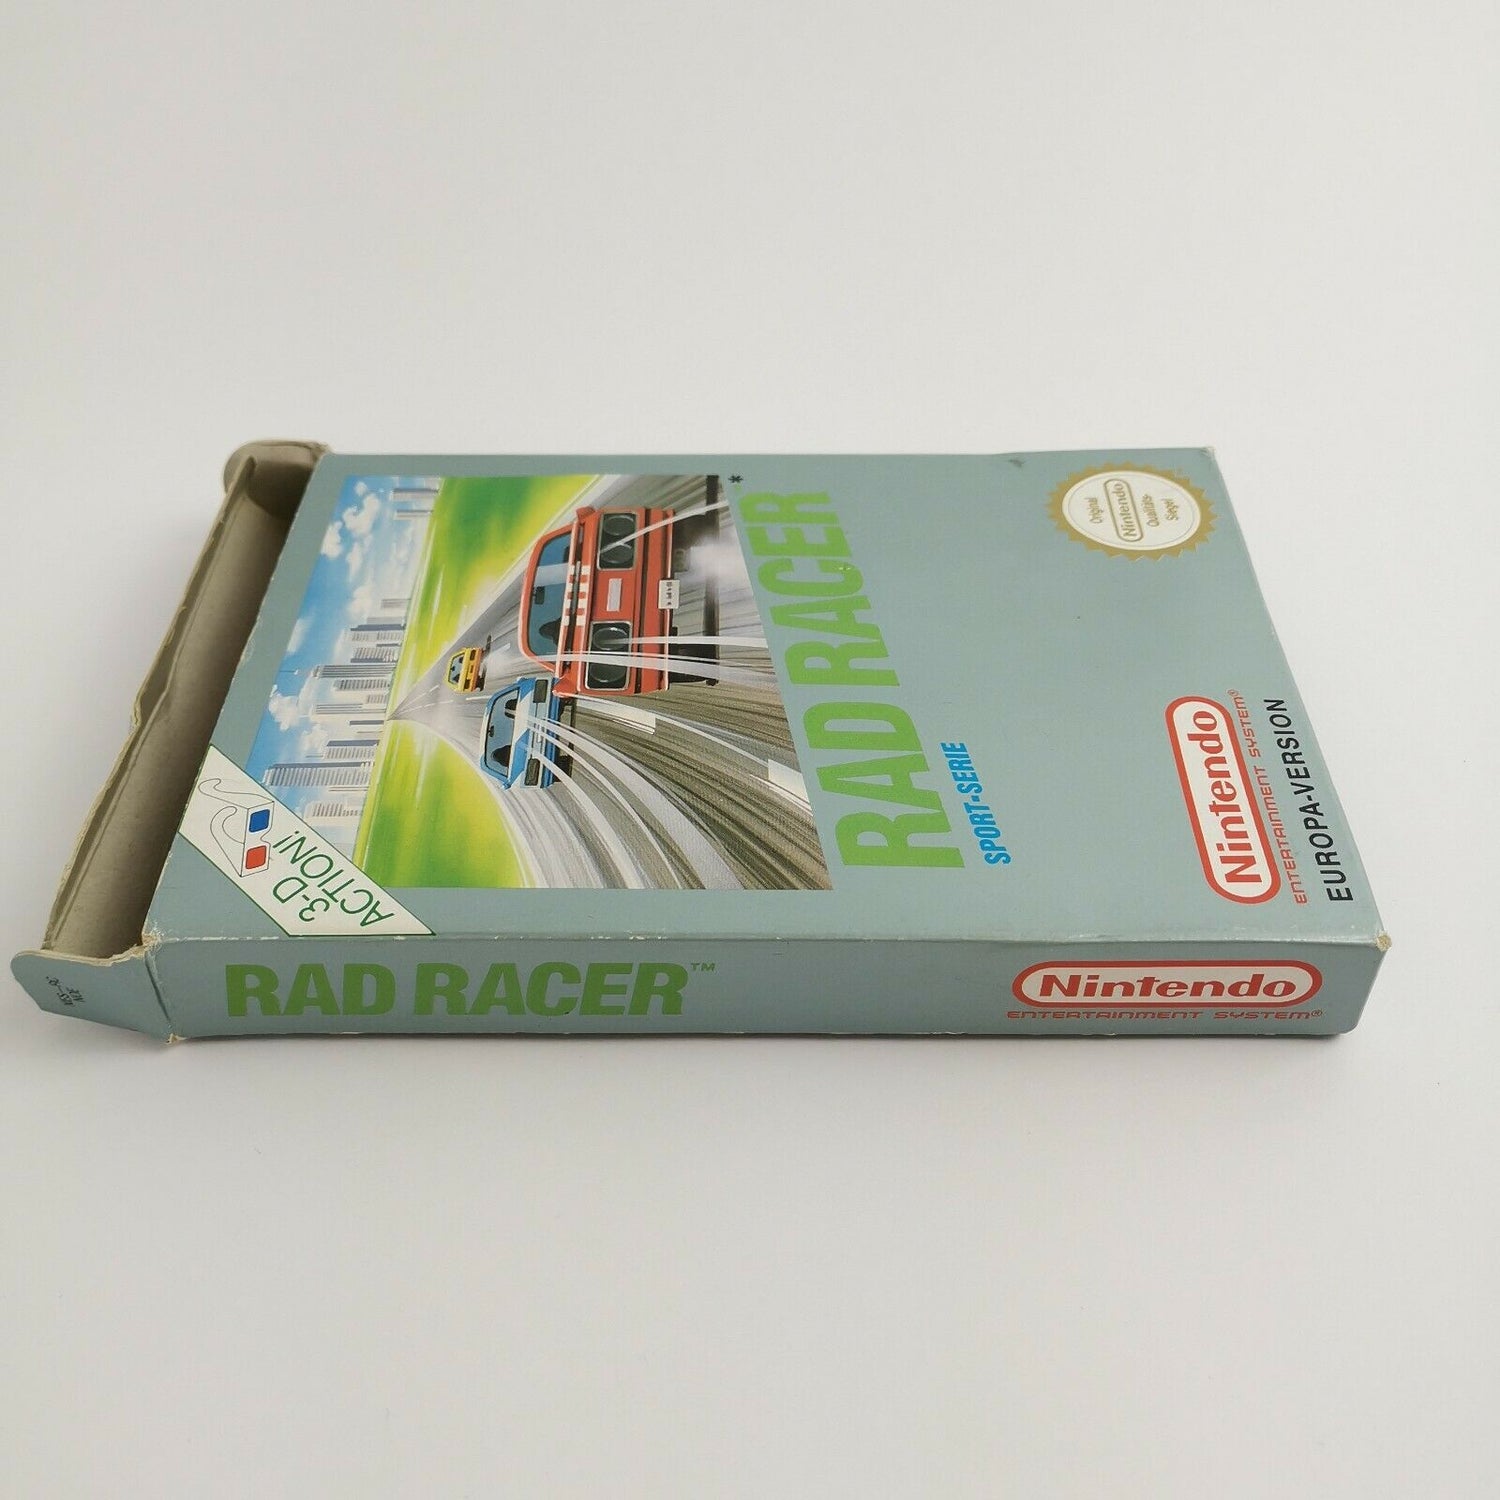 3-D
ACTION!
*
RAD RACER
SPORT-SERIE
Original
Nintendo
Qualitäts-
Siegel
Nintendo
ENTERTAINMENT SYSTEM®
EUROPA-VERSION
RAD RACER™
Nintendo
ENTERTAINMENT SYSTEM®